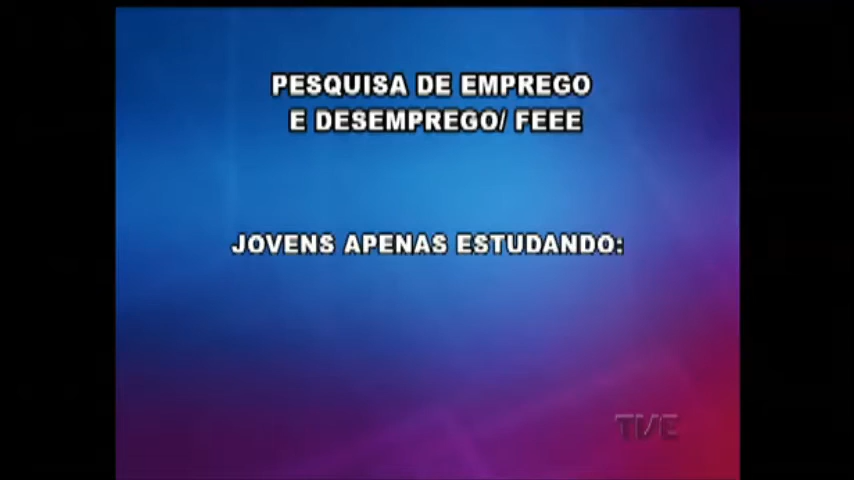 PESQUISA DE EMPREGO
E DESEMPREGO/ FEEE
JOVENS APENAS ESTUDANDO:
TVE